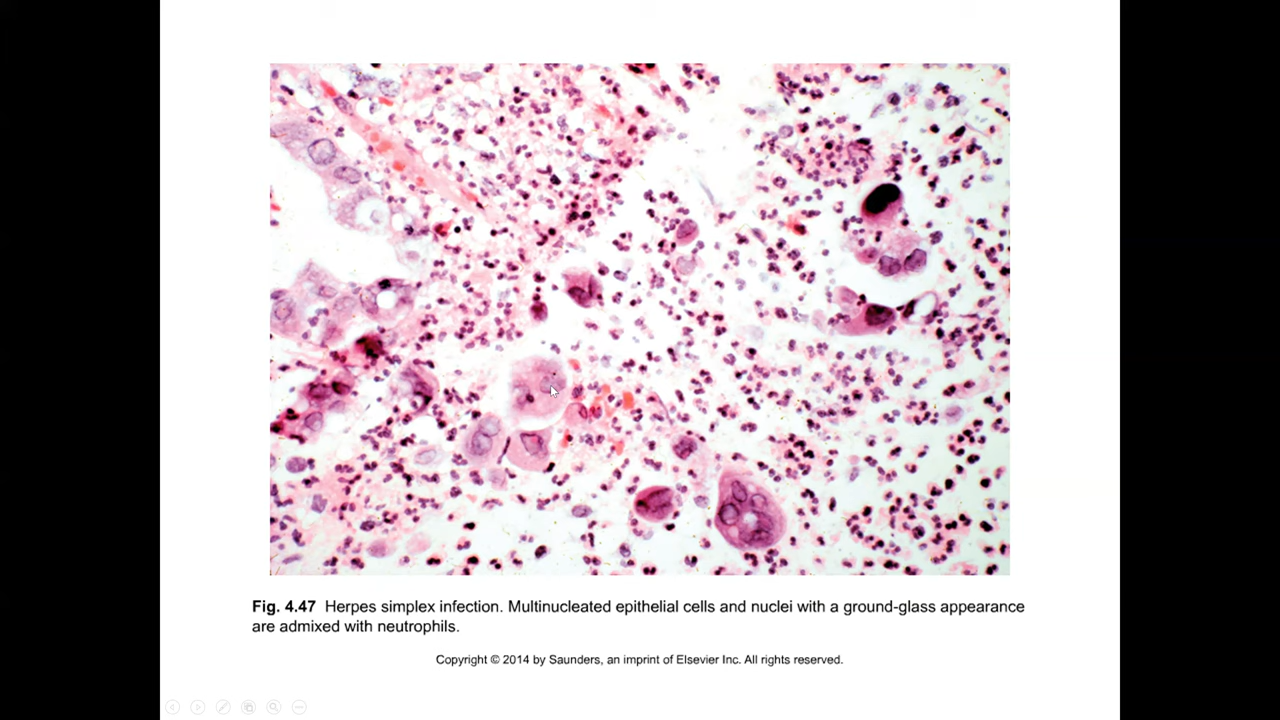 Fig. 4.47 Herpes simplex infection. Multinucleated epithelial cells and nuclei with a ground-glass appearance
are admixed with neutrophils.
Copyright © 2014 by Saunders, an imprint of Elsevier Inc. All rights reserved.